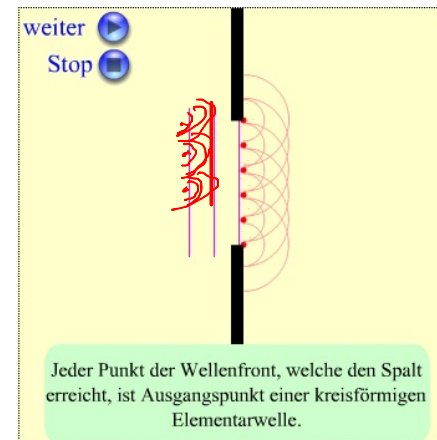 weiter
Stop
Jeder Punkt der Wellenfront, welche den Spalt
erreicht, ist Ausgangspunkt einer kreisförmigen
Elementarwelle.